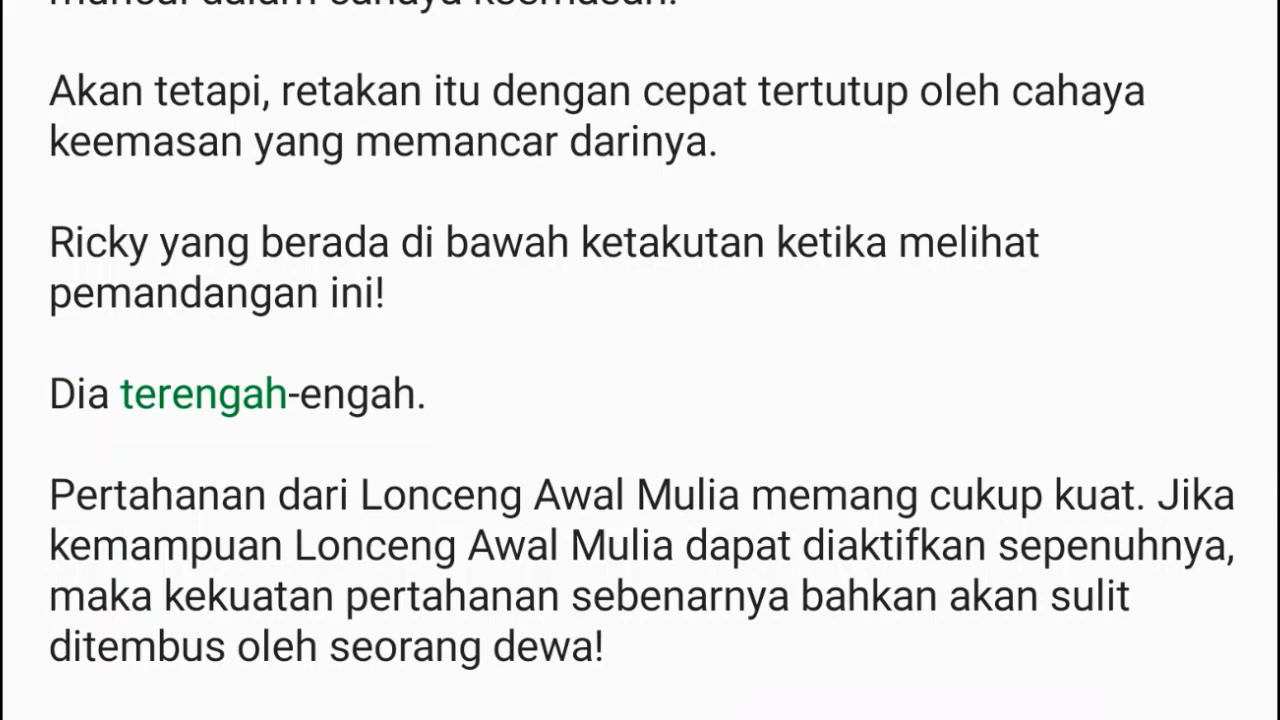 Akan tetapi, retakan itu dengan cepat tertutup oleh cahaya
keemasan yang memancar darinya.
Ricky yang berada di bawah ketakutan ketika melihat
pemandangan ini!
Dia terengah-engah.
Pertahanan dari Lonceng Awal Mulia memang cukup kuat. Jika
kemampuan Lonceng Awal Mulia dapat diaktifkan sepenuhnya,
maka kekuatan pertahanan sebenarnya bahkan akan sulit
ditembus oleh seorang dewa!